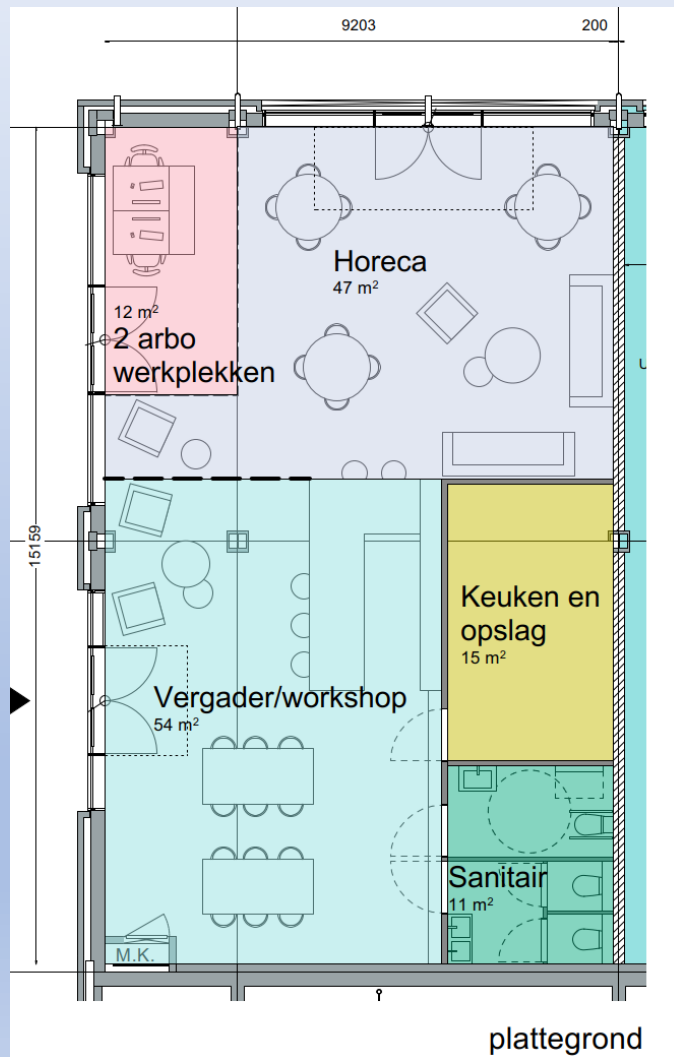 9203
200
Horeca
47 m²
12 m²
2 arbo
werkplekken
15159
Keuken en
opslag
15 m²
Vergader/workshop
54 m²
Sanitair
11 m²
M.K.
plattegrond